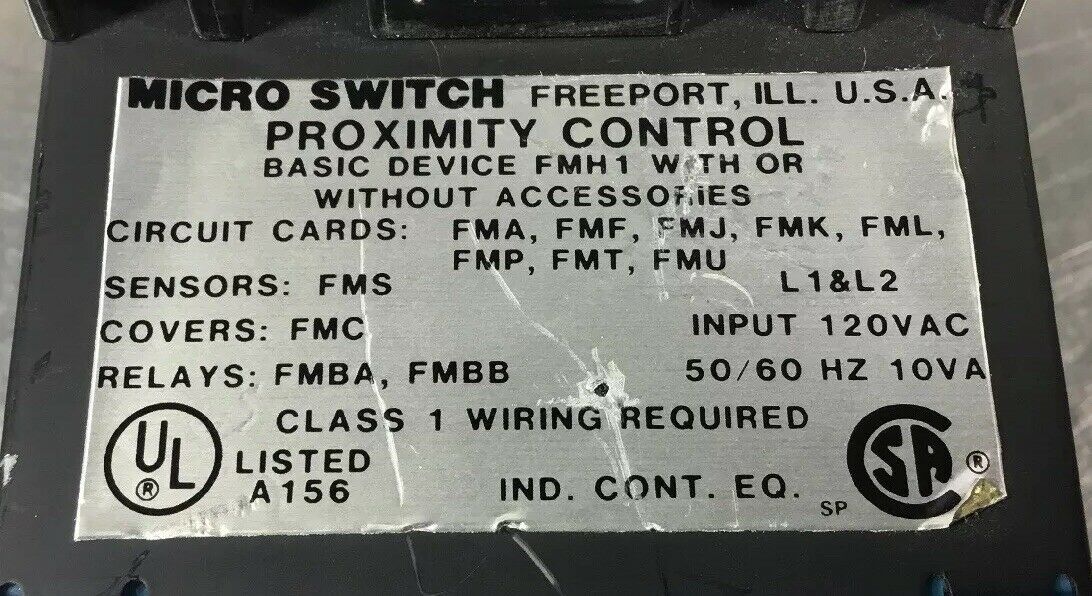 MICRO SWITCH FREEPORT, ILL. U.S.A.
PROXIMITY CONTROL
BASIC DEVICE FMH1 WITH OR
WITHOUT ACCESSORIES
CIRCUIT CARDS: FMA, FMF, FMJ, FMK, FML,
FMP, FMT, FMU
SENSORS: FMS L1&L2
COVERS: FMC INPUT 120VAC
RELAYS: FMBA, FMBB 50/60 HZ 10VA
CLASS 1 WIRING REQUIRED
UL® LISTED
A156 IND. CONT. EQ. SP CSA®